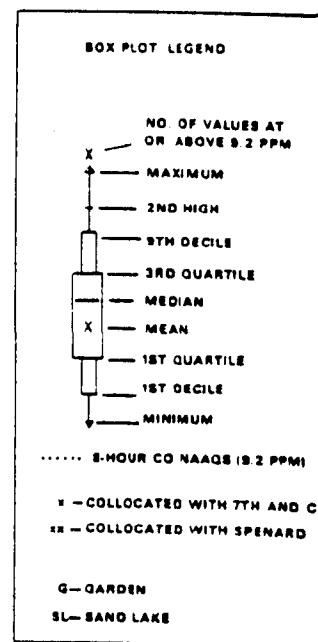 BOX PLOT LEGEND
NO. OF VALUES AT
OR ABOVE 9.2 PPM
X
MAXIMUM
2ND HIGH
9TH DECILE
3RD QUARTILE
MEDIAN
X MEAN
1ST QUARTILE
1ST DECILE
MINIMUM
...... 8-HOUR CO NAAQS (9.2 PPM)
x — COLLOCATED WITH 7TH AND C
xx — COLLOCATED WITH SPENARD
G— GARDEN
SL— SAND LAKE